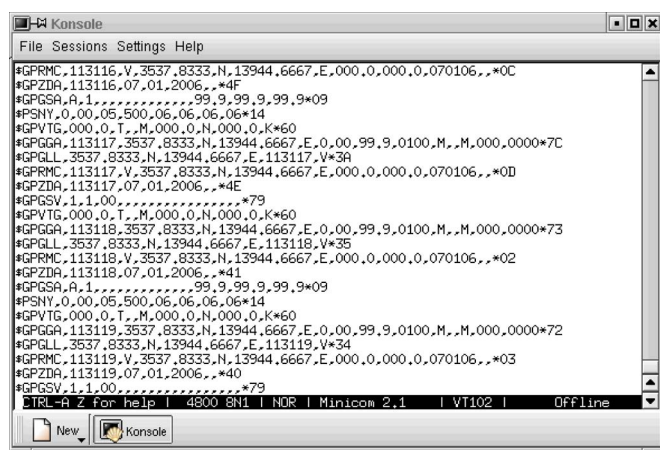 Konsole
File Sessions Settings Help
$GPRMC,113116,V,3537.8333,N,13944.6667,E,000.0,000.0,070106,,*0C
$GPZDA,113116,07,01,2006,,*4F
$GPGSA,A,1,,,,,,,,,,,,,99.9,99.9,99.9*09
$PSNY,0,00,05,500,06,06,06,06*14
$GPVTG,000.0,T,,M,000.0,N,000.0,K*60
$GPGGA,113117,3537.8333,N,13944.6667,E,0,00,99.9,0100,M,,M,000,0000*7C
$GPGLL,3537.8333,N,13944.6667,E,113117,V*3A
$GPRMC,113117,V,3537.8333,N,13944.6667,E,000.0,000.0,070106,,*0D
$GPZDA,113117,07,01,2006,,*4E
$GPGSV,1,1,00,,,,,,,,,,,,,,,,*79
$GPVTG,000.0,T,,M,000.0,N,000.0,K*60
$GPGGA,113118,3537.8333,N,13944.6667,E,0,00,99.9,0100,M,,M,000,0000*73
$GPGLL,3537.8333,N,13944.6667,E,113118,V*35
$GPRMC,113118,V,3537.8333,N,13944.6667,E,000.0,000.0,070106,,*02
$GPZDA,113118,07,01,2006,,*41
$GPGSA,A,1,,,,,,,,,,,,,99.9,99.9,99.9*09
$PSNY,0,00,05,500,06,06,06,06*14
$GPVTG,000.0,T,,M,000.0,N,000.0,K*60
$GPGGA,113119,3537.8333,N,13944.6667,E,0,00,99.9,0100,M,,M,000,0000*72
$GPGLL,3537.8333,N,13944.6667,E,113119,V*34
$GPRMC,113119,V,3537.8333,N,13944.6667,E,000.0,000.0,070106,,*03
$GPZDA,113119,07,01,2006,,*40
$GPGSV,1,1,00,,,,,,,,,,,,,,,,*79
CTRL-A Z for help | 4800 8N1 | NOR | Minicom 2.1 | VT102 | Offline
New Konsole